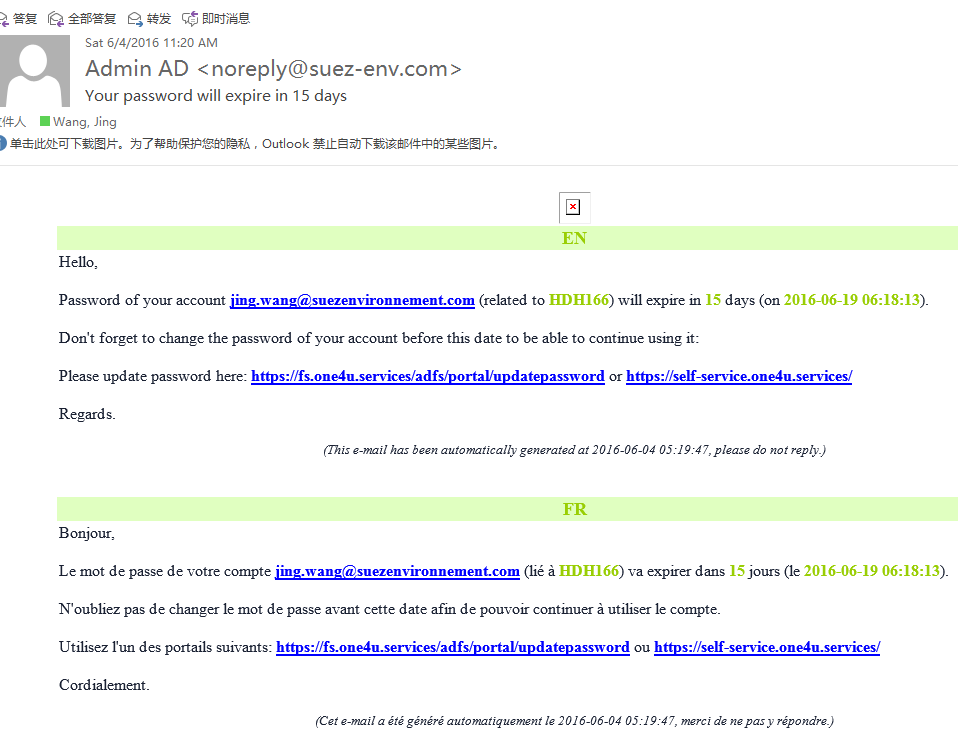 答复 全部答复 转发 即时消息
Sat 6/4/2016 11:20 AM
Admin AD <noreply@suez-env.com>
Your password will expire in 15 days
件人 Wang, Jing
单击此处可下载图片。为了帮助保护您的隐私，Outlook 禁止自动下载该邮件中的某些图片。
EN
Hello,
Password of your account jing.wang@suezenvironnement.com (related to HDH166) will expire in 15 days (on 2016-06-19 06:18:13).
Don't forget to change the password of your account before this date to be able to continue using it:
Please update password here: https://fs.one4u.services/adfs/portal/updatepassword or https://self-service.one4u.services/
Regards.
(This e-mail has been automatically generated at 2016-06-04 05:19:47, please do not reply.)
FR
Bonjour,
Le mot de passe de votre compte jing.wang@suezenvironnement.com (lié à HDH166) va expirer dans 15 jours (le 2016-06-19 06:18:13).
N'oubliez pas de changer le mot de passe avant cette date afin de pouvoir continuer à utiliser le compte.
Utilisez l'un des portails suivants: https://fs.one4u.services/adfs/portal/updatepassword ou https://self-service.one4u.services/
Cordialement.
(Cet e-mail a été généré automatiquement le 2016-06-04 05:19:47, merci de ne pas y répondre.)